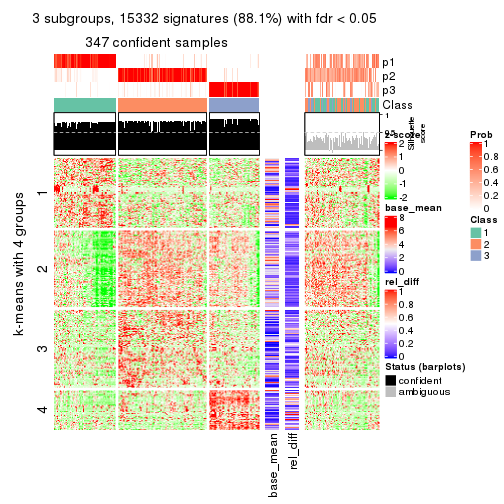 3 subgroups, 15332 signatures (88.1%) with fdr < 0.05
347 confident samples
p1
p2
p3
Class
1
0.5
0
Silhouette
score
k-means with 4 groups
1
2
3
4
base_mean
rel_diff
z-score
2
1
0
-1
-2
base_mean
8
6
4
2
0
rel_diff
1
0.8
0.6
0.4
0.2
0
Status (barplots)
confident
ambiguous
Prob
1
0.8
0.6
0.4
0.2
0
Class
1
2
3